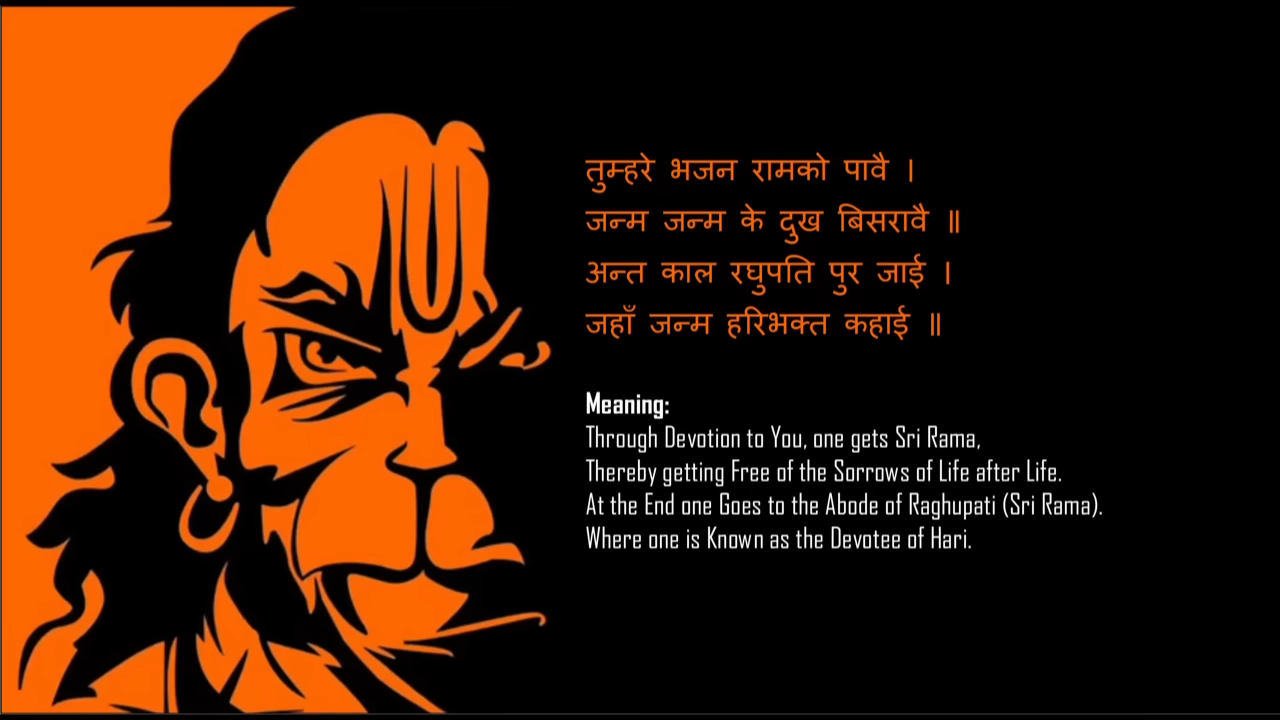 तुम्हरे भजन रामको पावै ।
जन्म जन्म के दुख बिसरावै ॥
अन्त काल रघुपति पुर जाई ।
जहाँ जन्म हरिभक्त कहाई ॥
Meaning:
Through Devotion to You, one gets Sri Rama,
Thereby getting Free of the Sorrows of Life after Life.
At the End one Goes to the Abode of Raghupati (Sri Rama).
Where one is Known as the Devotee of Hari.